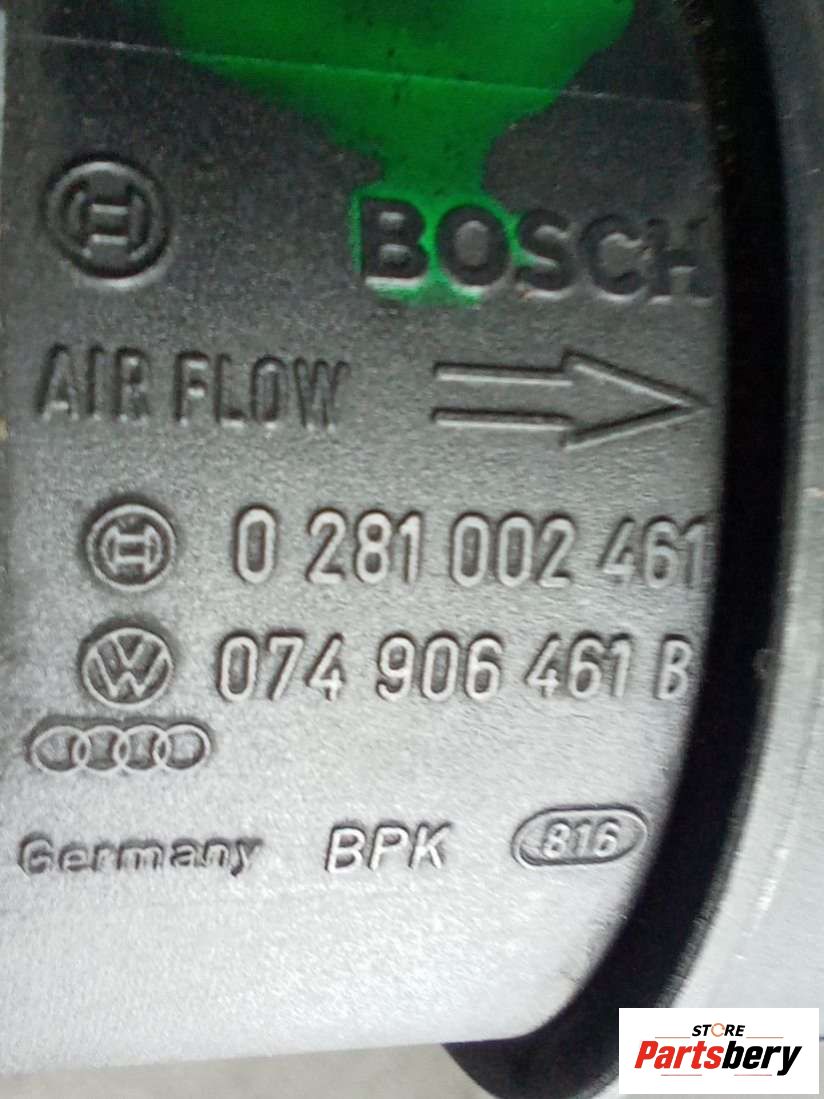 BOSCH
AIR FLOW
0 281 002 461
074 906 461 B
Germany BPK 816
STORE
Partsbery